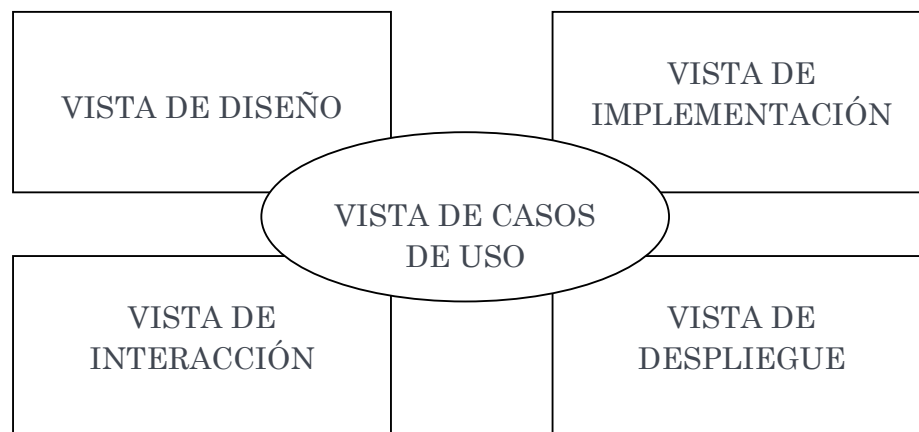 VISTA DE DISEÑO
VISTA DE
IMPLEMENTACIÓN
VISTA DE CASOS
DE USO
VISTA DE
INTERACCIÓN
VISTA DE
DESPLIEGUE